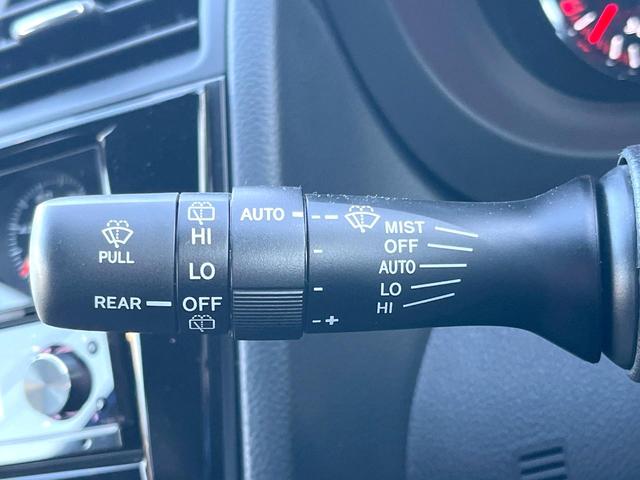 PULL
REAR
HI
LO
OFF
AUTO
- +
MIST
OFF
AUTO
LO
HI